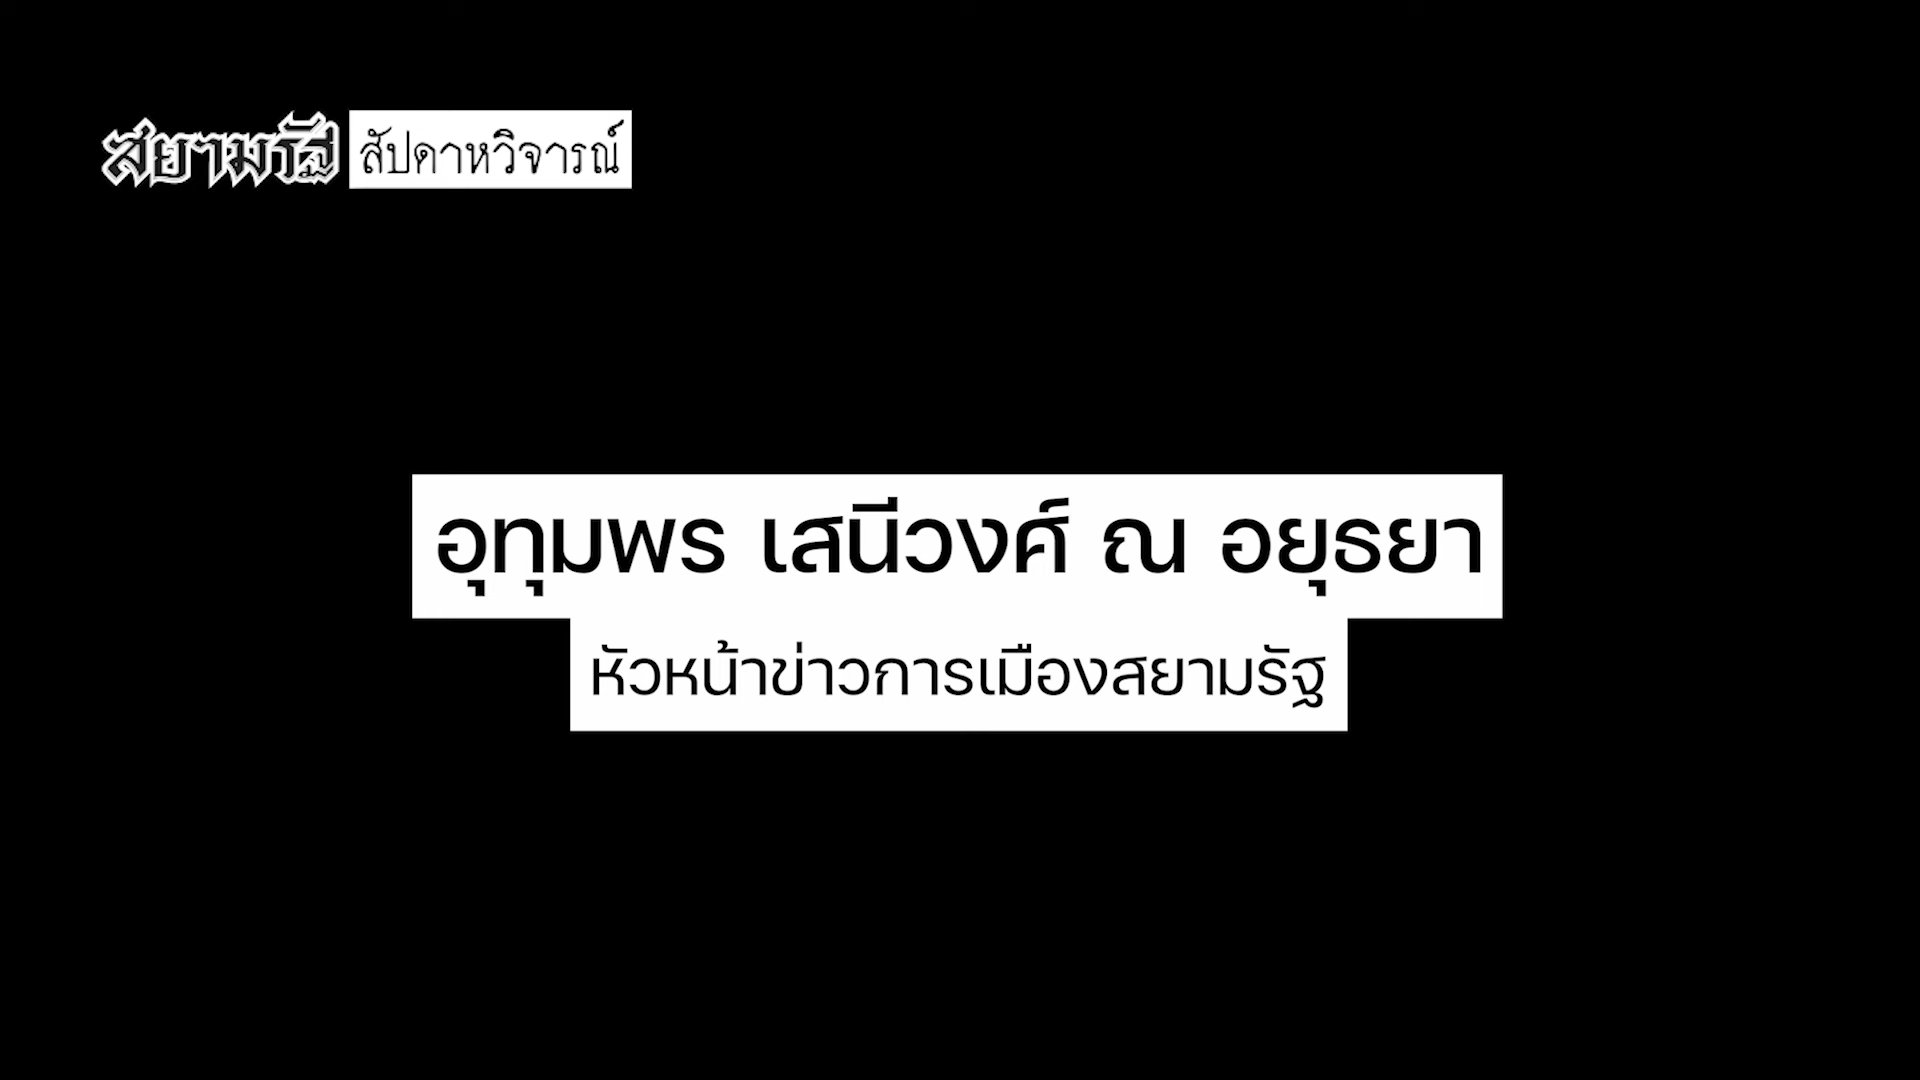 สยามรัฐ สัปดาหวิจารณ์
อุทุมพร เสนีวงศ์ ณ อยุธยา
หัวหน้าข่าวการเมืองสยามรัฐ